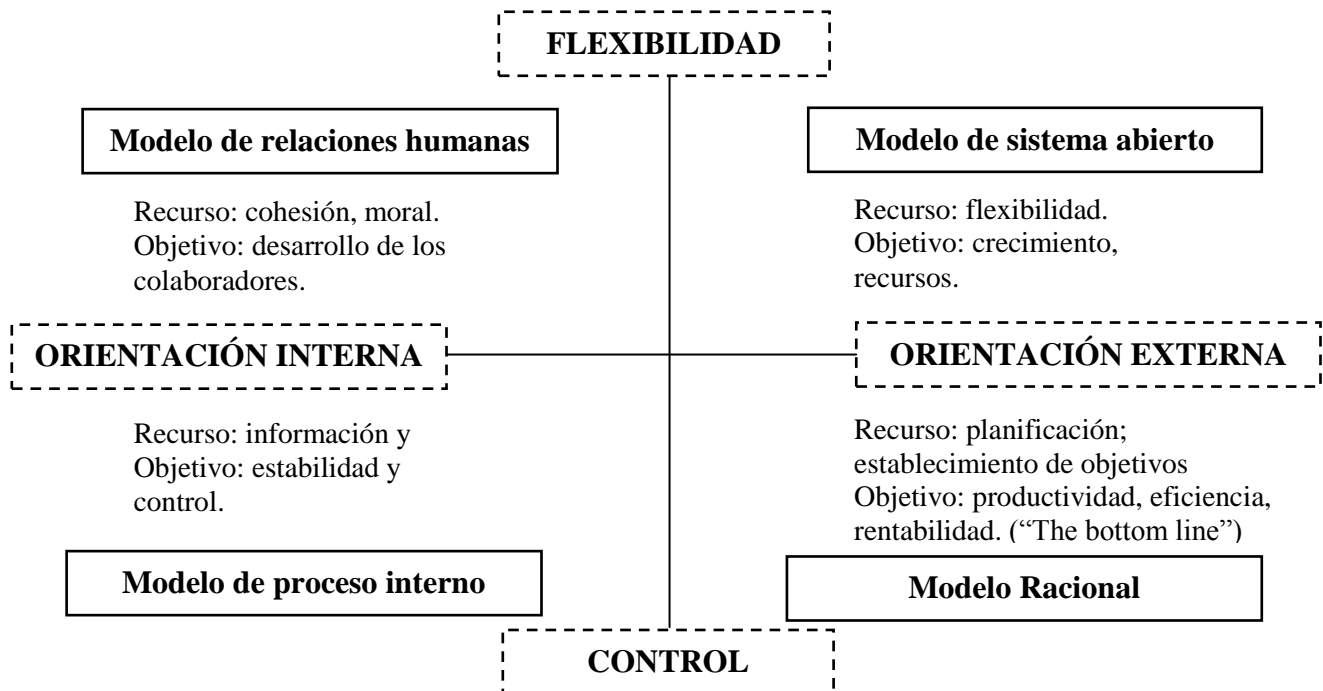 FLEXIBILIDAD
Modelo de relaciones humanas
Modelo de sistema abierto
Recurso: cohesión, moral.
Objetivo: desarrollo de los
colaboradores.
Recurso: flexibilidad.
Objetivo: crecimiento,
recursos.
ORIENTACIÓN INTERNA
ORIENTACIÓN EXTERNA
Recurso: información y
Objetivo: estabilidad y
control.
Recurso: planificación;
establecimiento de objetivos
Objetivo: productividad, eficiencia,
rentabilidad. (“The bottom line”)
Modelo de proceso interno
Modelo Racional
CONTROL